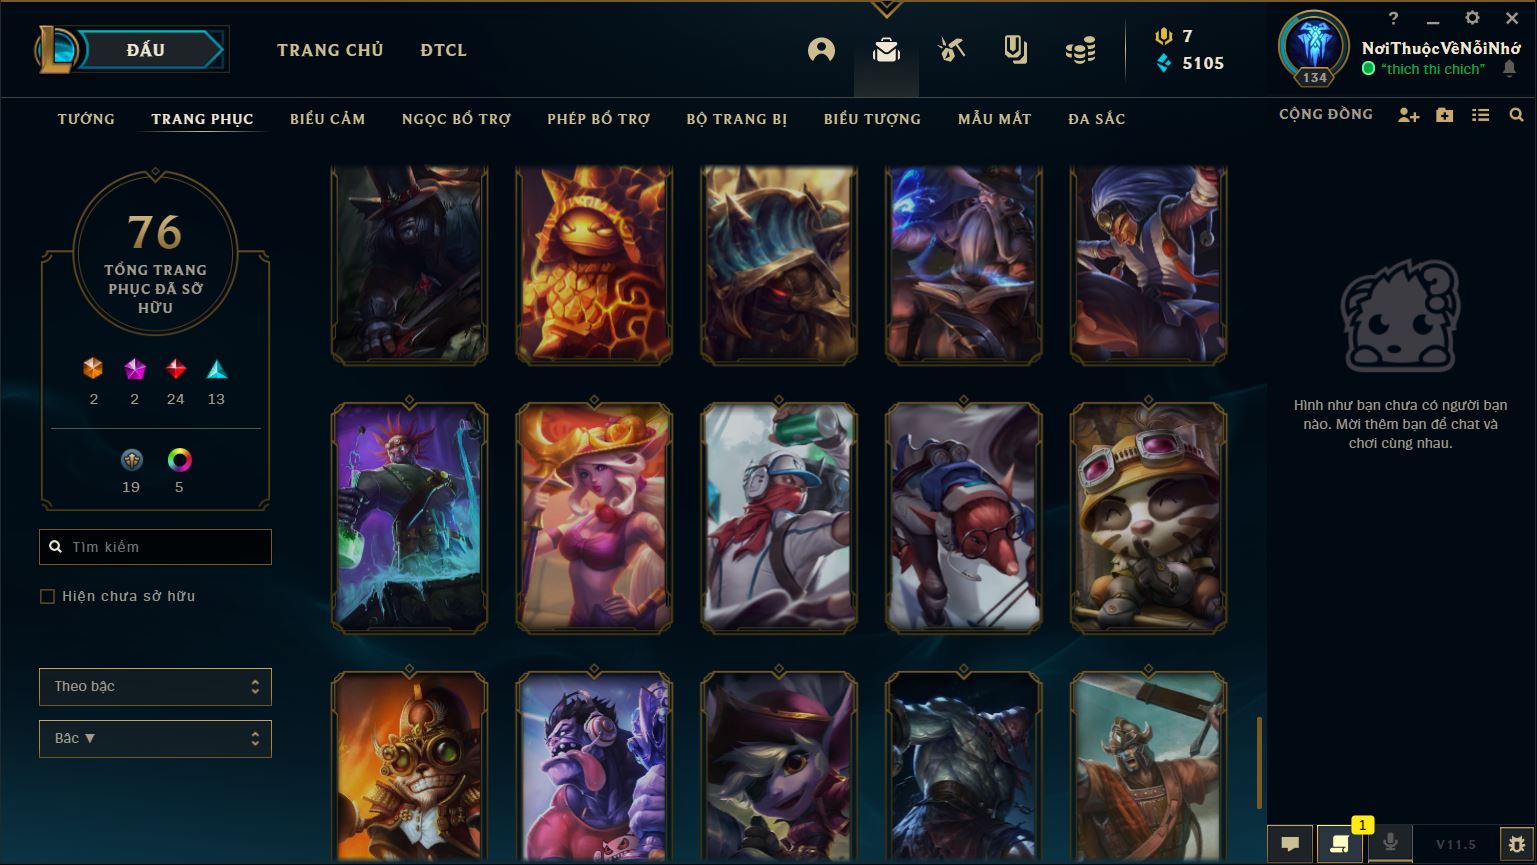 ĐẤU
TRANG CHỦ
ĐTCL
7
5105
?
134
NơiThuộcVềNỗiNhớ
“thich thi chich”
TƯỚNG
TRANG PHỤC
BIỂU CẢM
NGỌC BỔ TRỢ
PHÉP BỔ TRỢ
BỘ TRANG BỊ
BIỂU TƯỢNG
MẪU MẮT
ĐA SẮC
CỘNG ĐỒNG
76
TỔNG TRANG
PHỤC ĐÃ SỞ
HỮU
2
2
24
13
19
5
Tìm kiếm
Hiện chưa sở hữu
Theo bậc
Bậc ▼
Hình như bạn chưa có người bạn
nào. Mời thêm bạn để chat và
chơi cùng nhau.
1
V11.5